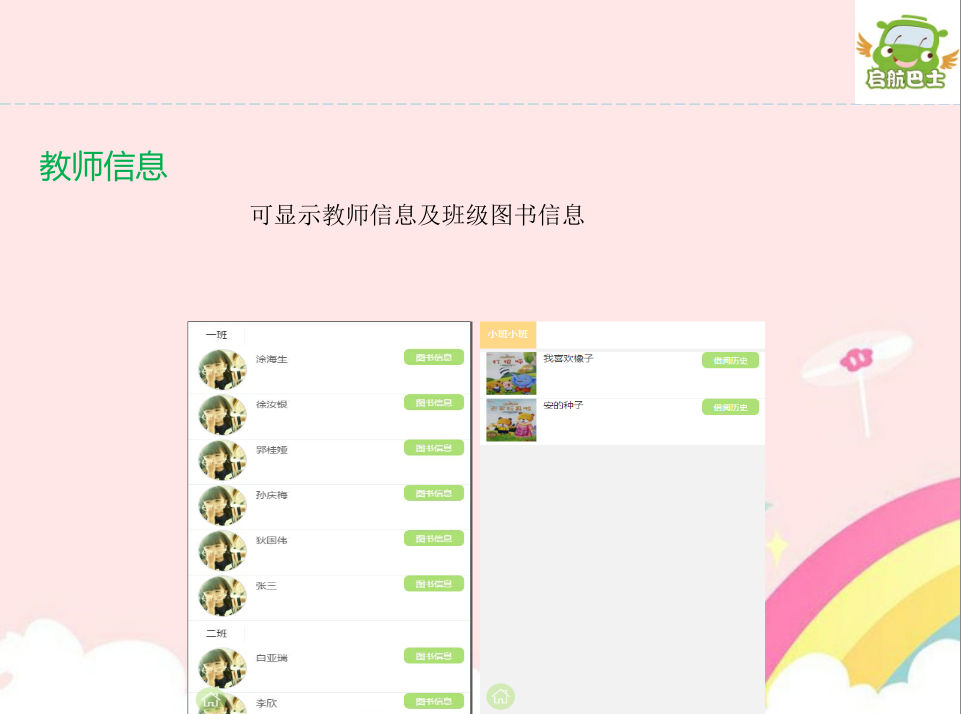 启航巴士
教师信息
可显示教师信息及班级图书信息
一班
涂海生 图书信息
徐汝银 图书信息
郭桂娅 图书信息
孙庆梅 图书信息
狄国伟 图书信息
张三 图书信息
二班
白亚瑞 图书信息
李欣 图书信息
小班小班
我喜欢橡子 借阅历史
安的种子 借阅历史